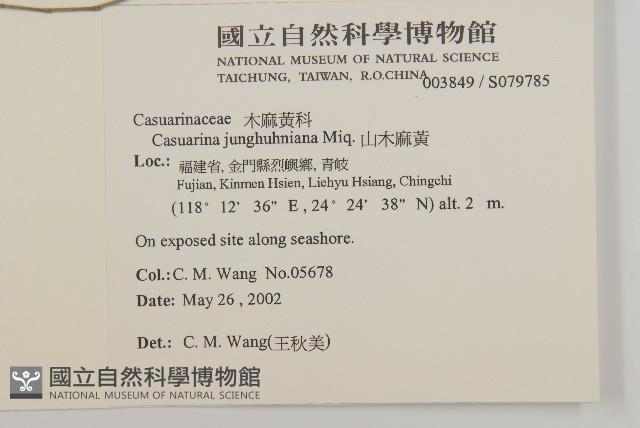 國立自然科學博物館
NATIONAL MUSEUM OF NATURAL SCIENCE
TAICHUNG, TAIWAN, R.O.CHINA 003849 / S079785
Casuarinaceae 木麻黃科
Casuarina junghuhniana Miq. 山木麻黃
Loc.: 福建省, 金門縣烈嶼鄉, 青岐
Fujian, Kinmen Hsien, Liehyu Hsiang, Chingchi
(118° 12' 36" E , 24° 24' 38" N) alt. 2 m.
On exposed site along seashore.
Col.: C. M. Wang No.05678
Date: May 26 , 2002
Det.: C. M. Wang(王秋美)
國立自然科學博物館
NATIONAL MUSEUM OF NATURAL SCIENCE